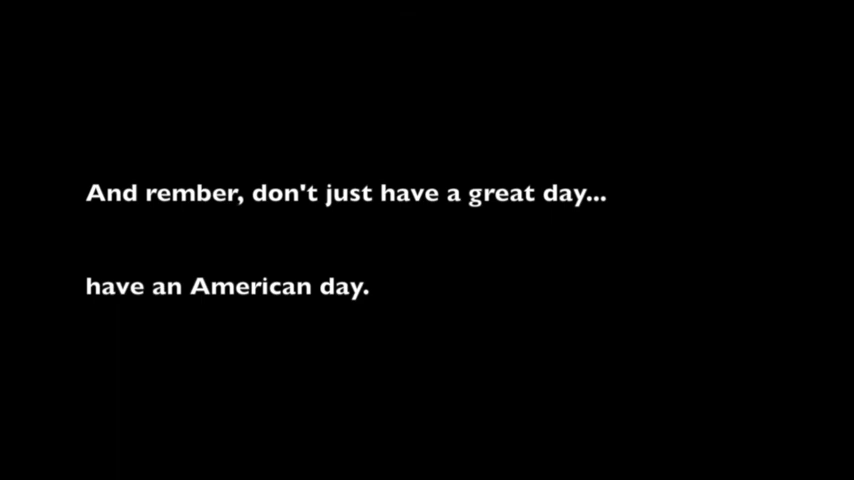 And rember, don't just have a great day...
have an American day.